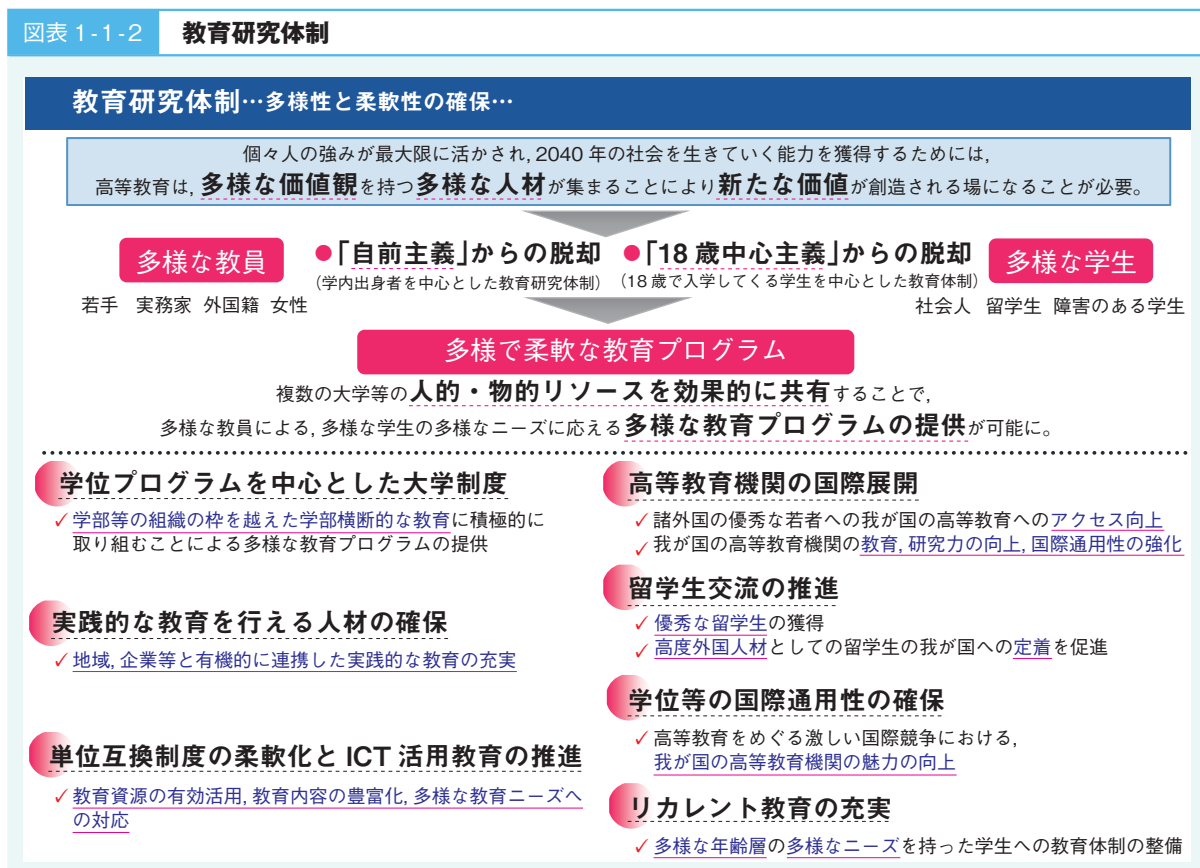 図表 1-1-2 教育研究体制
教育研究体制…多様性と柔軟性の確保…
個々人の強みが最大限に活かされ, 2040 年の社会を生きていく能力を獲得するためには,
高等教育は, 多様な価値観を持つ多様な人材が集まることにより新たな価値が創造される場になることが必要。
多様な教員
若手 実務家 外国籍 女性
●「自前主義」からの脱却
(学内出身者を中心とした教育研究体制)
●「18 歳中心主義」からの脱却
(18 歳で入学してくる学生を中心とした教育体制)
多様な学生
社会人 留学生 障害のある学生
多様で柔軟な教育プログラム
複数の大学等の人的・物的リソースを効果的に共有することで,
多様な教員による, 多様な学生の多様なニーズに応える多様な教育プログラムの提供が可能に。
学位プログラムを中心とした大学制度
✓学部等の組織の枠を越えた学部横断的な教育に積極的に
取り組むことによる多様な教育プログラムの提供
実践的な教育を行える人材の確保
✓地域, 企業等と有機的に連携した実践的な教育の充実
単位互換制度の柔軟化と ICT 活用教育の推進
✓教育資源の有効活用, 教育内容の豊富化, 多様な教育ニーズへ
の対応
高等教育機関の国際展開
✓諸外国の優秀な若者への我が国の高等教育へのアクセス向上
✓我が国の高等教育機関の教育, 研究力の向上, 国際通用性の強化
留学生交流の推進
✓優秀な留学生の獲得
✓高度外国人材としての留学生の我が国への定着を促進
学位等の国際通用性の確保
✓高等教育をめぐる激しい国際競争における,
我が国の高等教育機関の魅力の向上
リカレント教育の充実
✓多様な年齢層の多様なニーズを持った学生への教育体制の整備